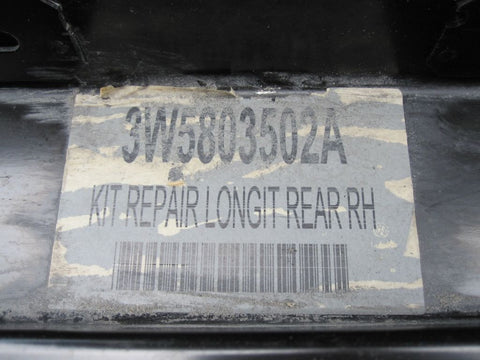 3W5803502A
KIT REPAIR LONGIT REAR RH